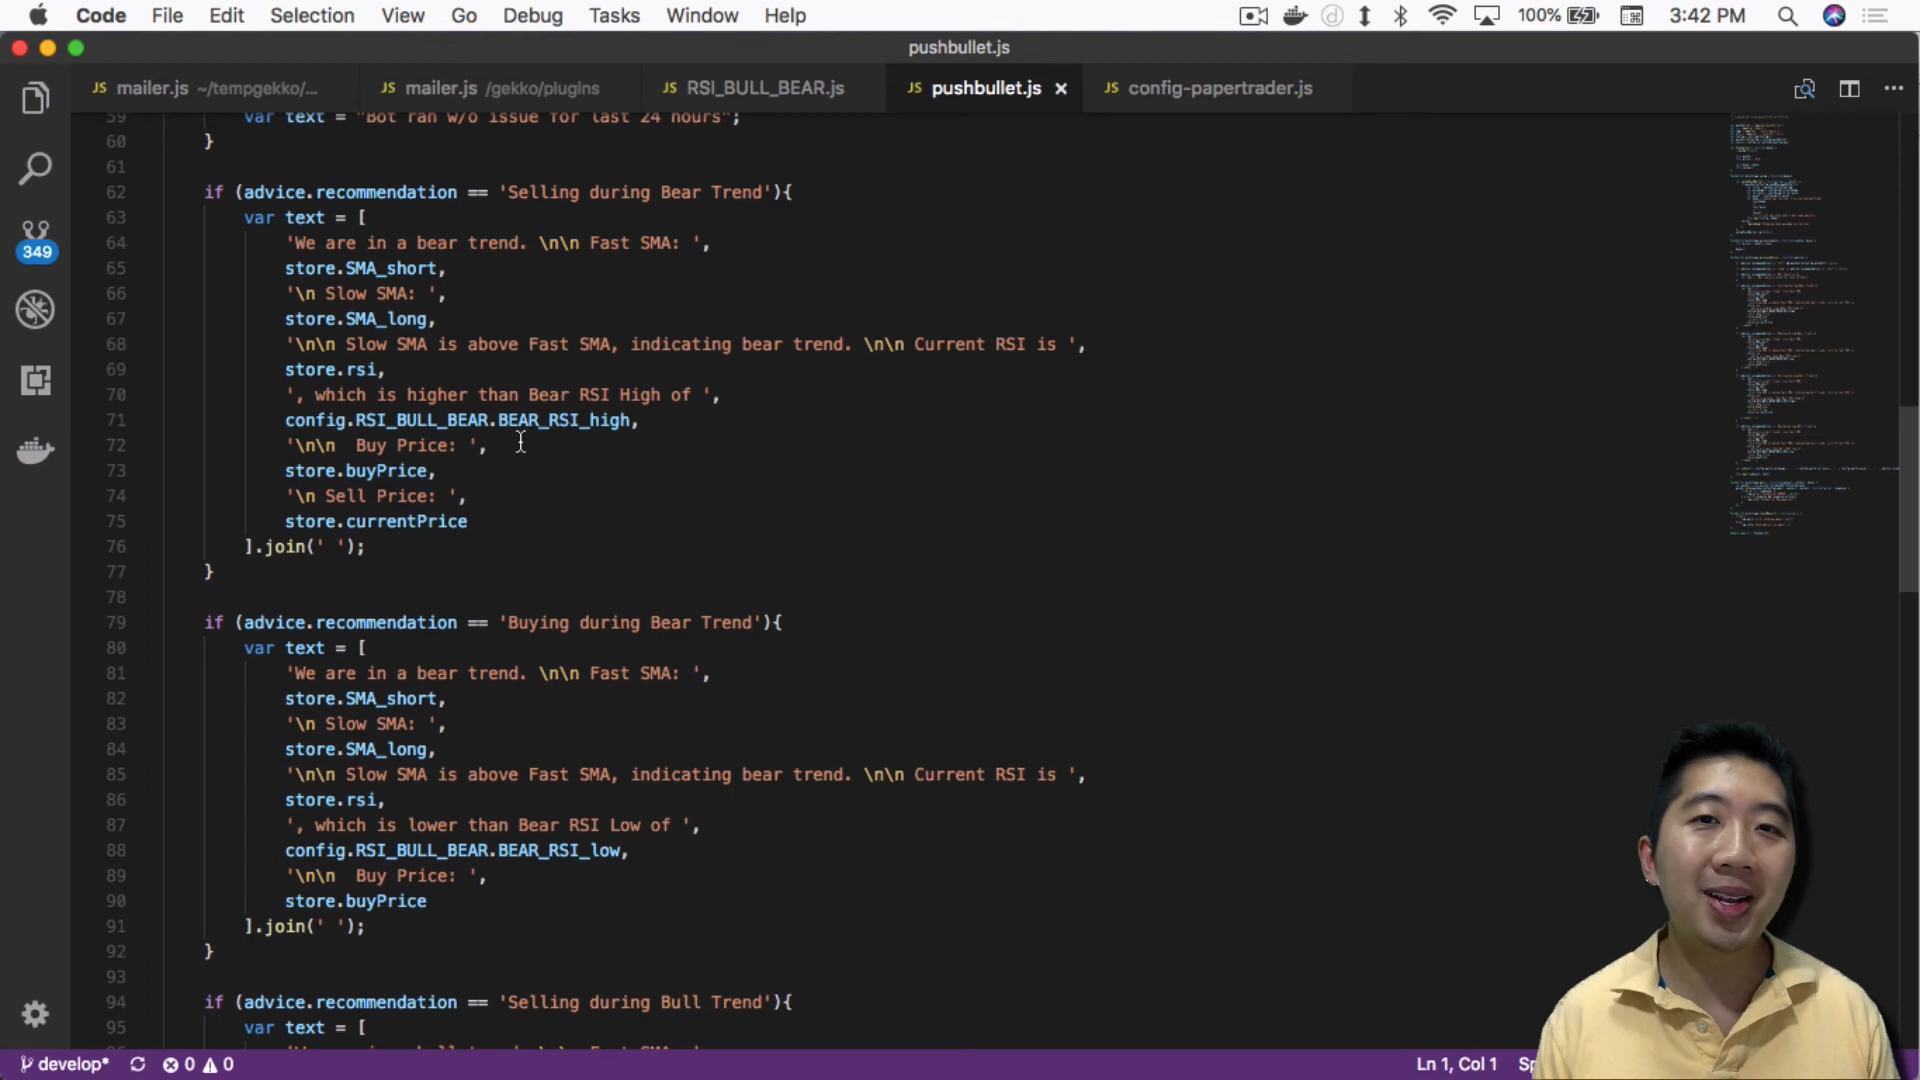 Code File Edit Selection View Go Debug Tasks Window Help 100% 3:42 PM
pushbullet.js
JS mailer.js ~/tempgekko/... JS mailer.js /gekko/plugins JS RSI_BULL_BEAR.js JS pushbullet.js JS config-papertrader.js
349
59 var text = "Bot ran w/o issue for last 24 hours";
60 }
61
62 if (advice.recommendation == 'Selling during Bear Trend'){
63 var text = [
64 'We are in a bear trend. \n\n Fast SMA: ',
65 store.SMA_short,
66 '\n Slow SMA: ',
67 store.SMA_long,
68 '\n\n Slow SMA is above Fast SMA, indicating bear trend. \n\n Current RSI is ',
69 store.rsi,
70 ', which is higher than Bear RSI High of ',
71 config.RSI_BULL_BEAR.BEAR_RSI_high,
72 '\n\n  Buy Price: ',
73 store.buyPrice,
74 '\n Sell Price: ',
75 store.currentPrice
76 ].join(' ');
77 }
78
79 if (advice.recommendation == 'Buying during Bear Trend'){
80 var text = [
81 'We are in a bear trend. \n\n Fast SMA: ',
82 store.SMA_short,
83 '\n Slow SMA: ',
84 store.SMA_long,
85 '\n\n Slow SMA is above Fast SMA, indicating bear trend. \n\n Current RSI is ',
86 store.rsi,
87 ', which is lower than Bear RSI Low of ',
88 config.RSI_BULL_BEAR.BEAR_RSI_low,
89 '\n\n  Buy Price: ',
90 store.buyPrice
91 ].join(' ');
92 }
93
94 if (advice.recommendation == 'Selling during Bull Trend'){
95 var text = [
develop* 0 0 Ln 1, Col 1